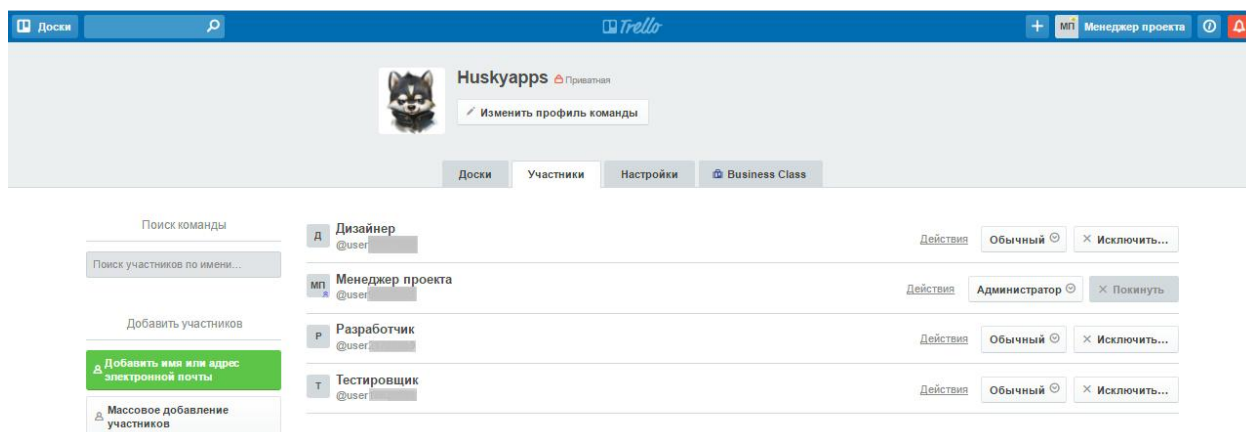 Доски
Trello
МП Менеджер проекта
Huskyapps Приватная
Изменить профиль команды
Доски Участники Настройки Business Class
Поиск команды
Поиск участников по имени...
Добавить участников
Добавить имя или адрес
электронной почты
Массовое добавление
участников
Д Дизайнер
@user
Действия Обычный Исключить...
МП Менеджер проекта
@user
Действия Администратор Покинуть
Р Разработчик
@user
Действия Обычный Исключить...
Т Тестировщик
@user
Действия Обычный Исключить...